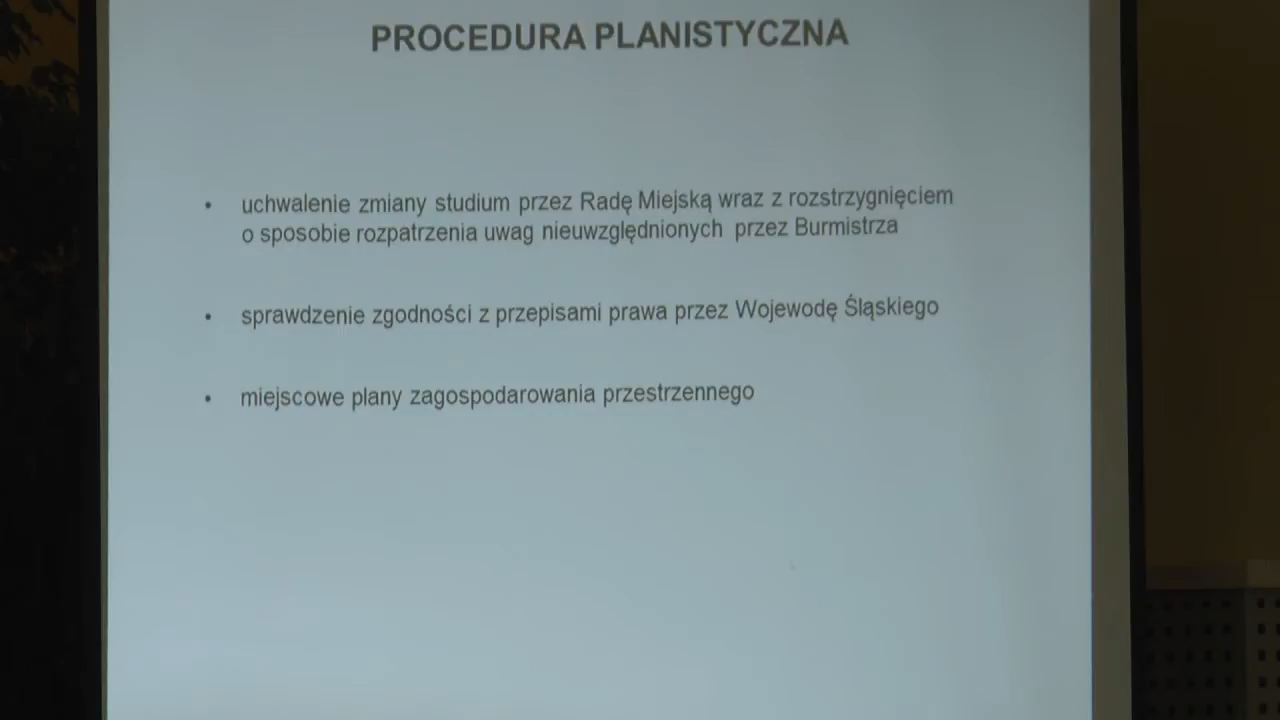 PROCEDURA PLANISTYCZNA
• uchwalenie zmiany studium przez Radę Miejską wraz z rozstrzygnięciem
o sposobie rozpatrzenia uwag nieuwzględnionych przez Burmistrza
• sprawdzenie zgodności z przepisami prawa przez Wojewodę Śląskiego
• miejscowe plany zagospodarowania przestrzennego